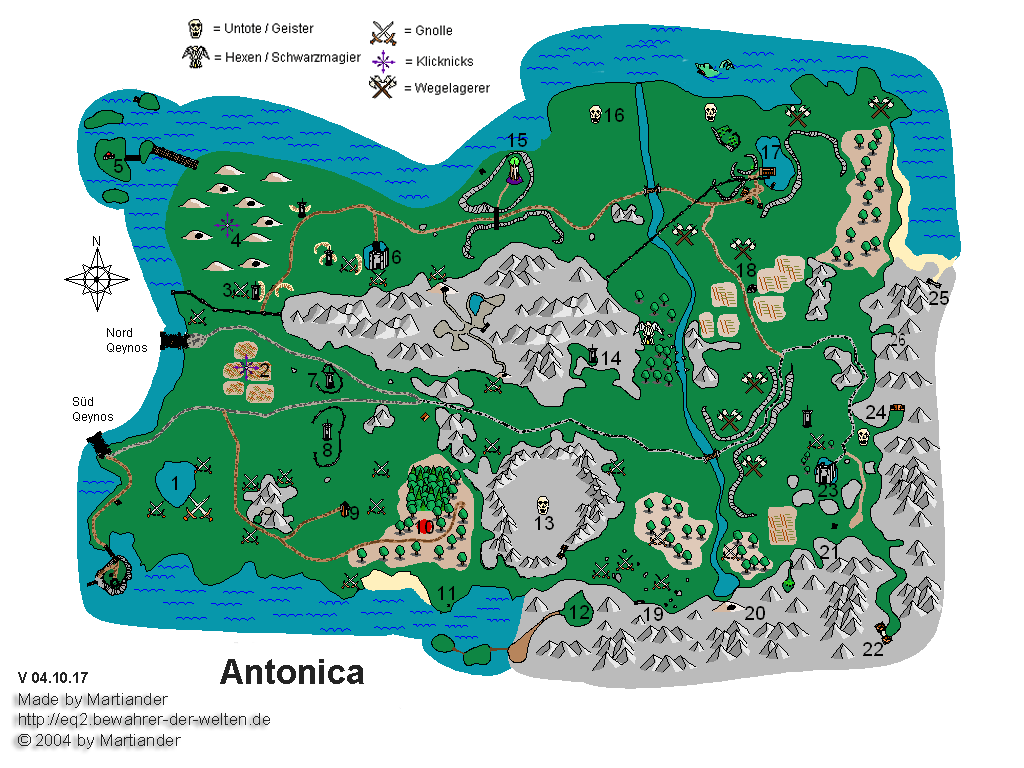 = Untote / Geister
= Gnolle
= Hexen / Schwarzmagier
= Klicknicks
= Wegelagerer
15
16
17
5
N
4
6
3
18
25
Nord
Qeynos
26
14
2
7
Süd
Qeynos
24
8
1
23
9
13
10
21
11
12
19
20
22
Antonica
V 04.10.17
Made by Martiander
http://eq2.bewahrer-der-welten.de
© 2004 by Martiander